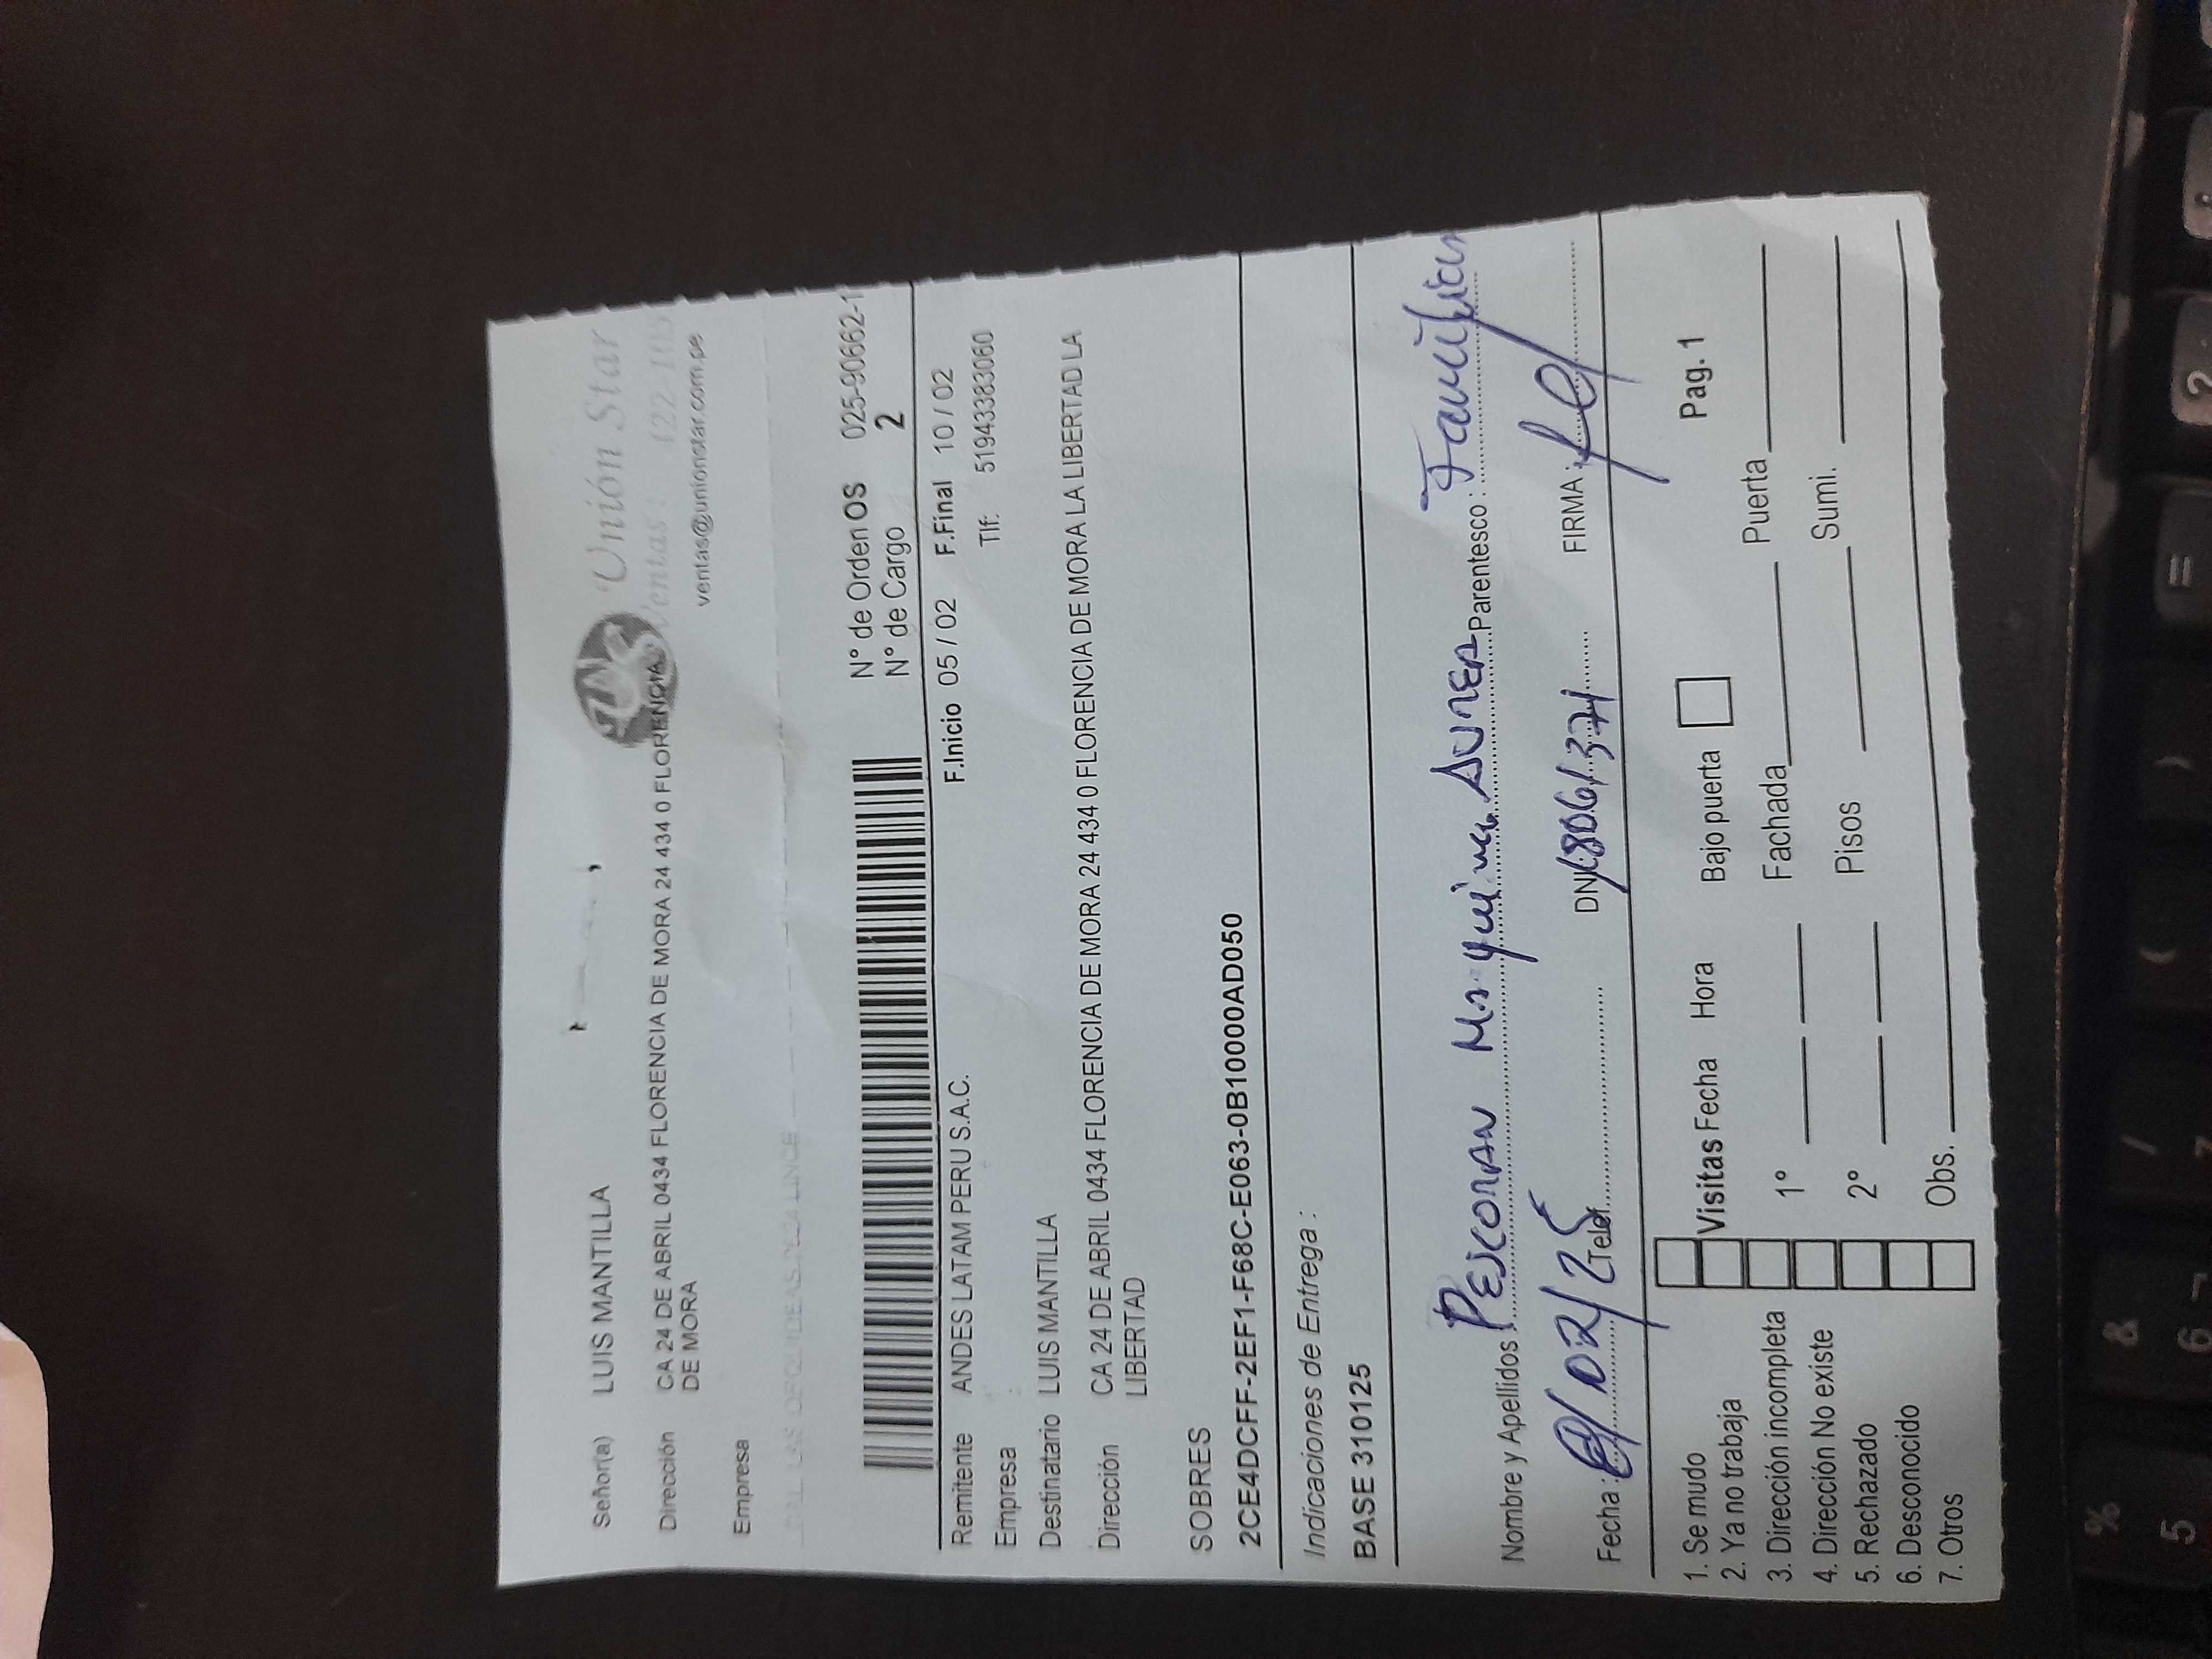 Unión Star
Ventas :
ventas@unionstar.com.pe
Señor(a) LUIS MANTILLA
Dirección CA 24 DE ABRIL 0434 FLORENCIA DE MORA 24 434 0 FLORENCIA
DE MORA
Empresa
N° de Orden OS 025-90662-1
N° de Cargo 2
Remitente ANDES LATAM PERU S.A.C. F.Inicio 05 / 02 F.Final 10 / 02
Empresa Tlf: 51943383060
Destinatario LUIS MANTILLA
Dirección CA 24 DE ABRIL 0434 FLORENCIA DE MORA 24 434 0 FLORENCIA DE MORA LA LIBERTAD LA
LIBERTAD
SOBRES
2CE4DCFF-2EF1-F68C-E063-0B10000AD050
Indicaciones de Entrega :
BASE 310125
Nombre y Apellidos : Parentesco :
Fecha : /02/25 Telef. DNI 18061371 FIRMA :
1. Se mudo
2. Ya no trabaja
3. Dirección incompleta
4. Dirección No existe
5. Rechazado
6. Desconocido
7. Otros
Visitas Fecha Hora Bajo puerta Pag. 1
1° Fachada Puerta
2° Pisos Sumi.
Obs.